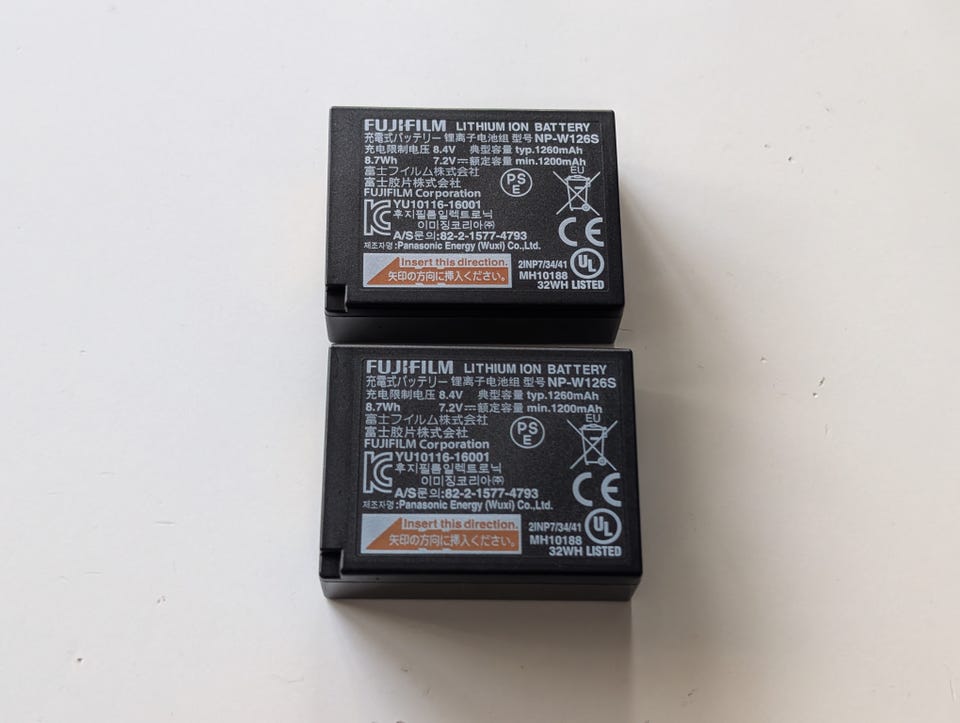 FUJIFILM LITHIUM ION BATTERY
充電式バッテリー 锂离子电池组 型号 NP-W126S
充电限制电压 8.4V 典型容量 typ.1260mAh
8.7Wh 7.2V⎓额定容量 min.1200mAh
富士フイルム株式会社
富士胶片株式会社
FUJIFILM Corporation
PS
E
EU
YU10116-16001
후지필름일렉트로닉
이미징코리아㈜
A/S문의:82-2-1577-4793
제조자명:Panasonic Energy (Wuxi) Co.,Ltd.
CE
UL
Insert this direction.
矢印の方向に挿入ください。
2INP7/34/41
MH10188
32WH LISTED
FUJIFILM LITHIUM ION BATTERY
充電式バッテリー 锂离子电池组 型号 NP-W126S
充电限制电压 8.4V 典型容量 typ.1260mAh
8.7Wh 7.2V⎓额定容量 min.1200mAh
富士フイルム株式会社
富士胶片株式会社
FUJIFILM Corporation
PS
E
EU
YU10116-16001
후지필름일렉트로닉
이미징코리아㈜
A/S문의:82-2-1577-4793
제조자명:Panasonic Energy (Wuxi) Co.,Ltd.
CE
UL
Insert this direction.
矢印の方向に挿入ください。
2INP7/34/41
MH10188
32WH LISTED